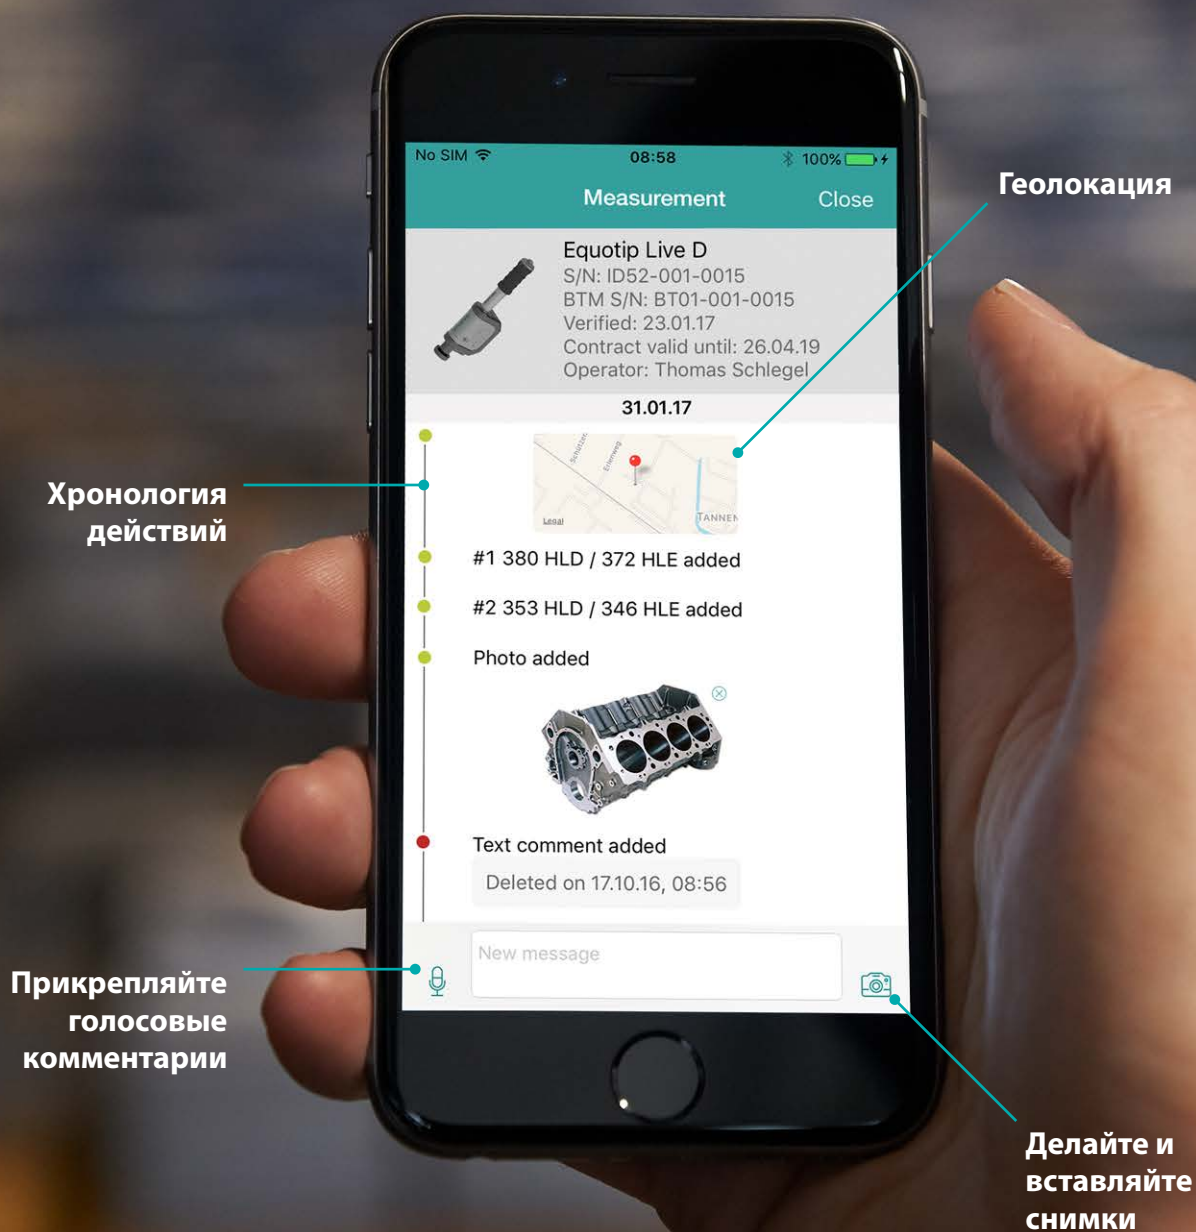 No SIM 08:58 100%
Measurement Close
Геолокация
Equotip Live D
S/N: ID52-001-0015
BTM S/N: BT01-001-0015
Verified: 23.01.17
Contract valid until: 26.04.19
Operator: Thomas Schlegel
31.01.17
Schützen
Erlenweg
Legal
TANNEN
Хронология
действий
#1 380 HLD / 372 HLE added
#2 353 HLD / 346 HLE added
Photo added
Text comment added
Deleted on 17.10.16, 08:56
New message
Прикрепляйте
голосовые
комментарии
Делайте и
вставляйте
снимки